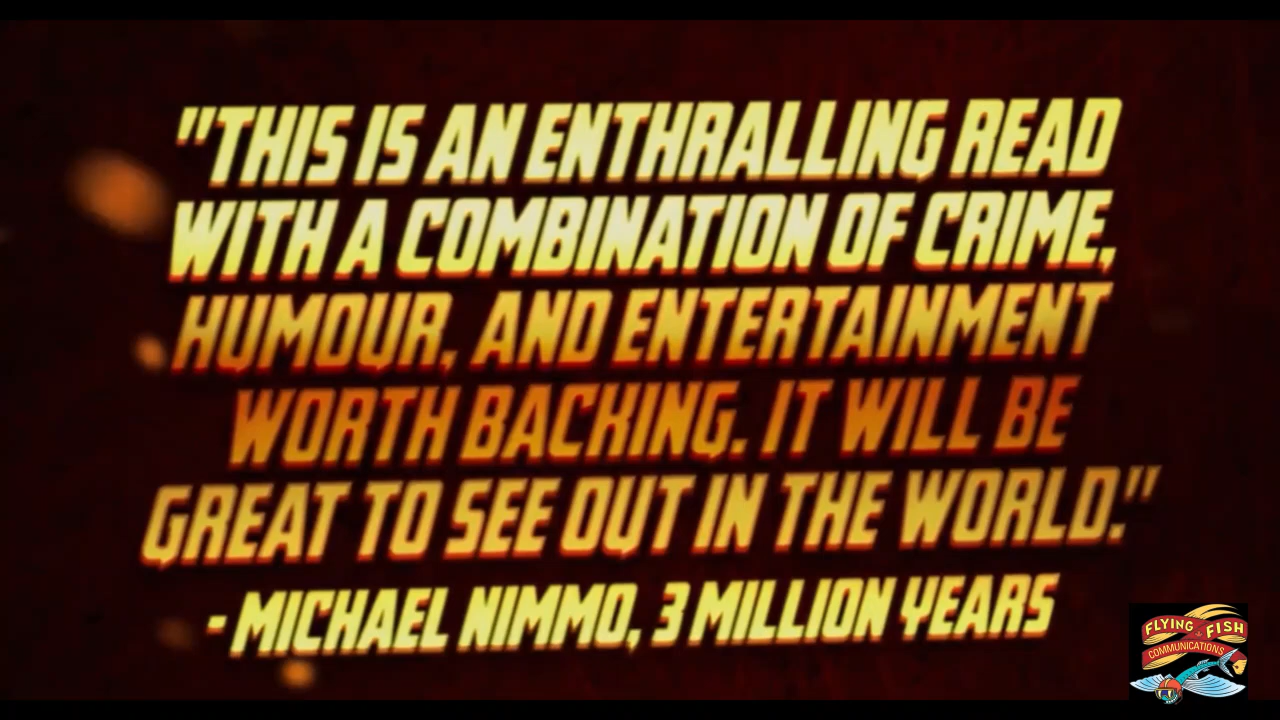 "THIS IS AN ENTHRALLING READ
WITH A COMBINATION OF CRIME,
HUMOUR, AND ENTERTAINMENT
WORTH BACKING. IT WILL BE
GREAT TO SEE OUT IN THE WORLD."
- MICHAEL NIMMO, 3 MILLION YEARS
FLYING FISH
COMMUNICATIONS